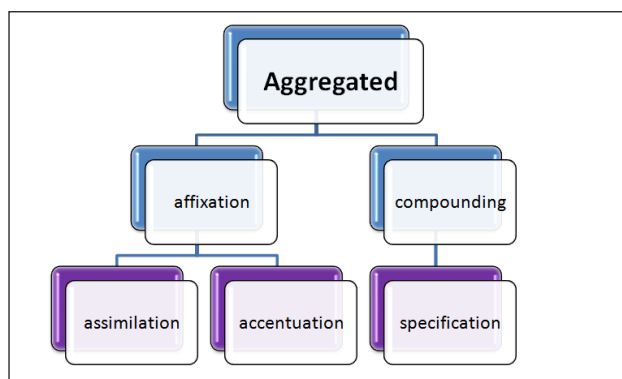 Aggregated
affixation
compounding
assimilation
accentuation
specification